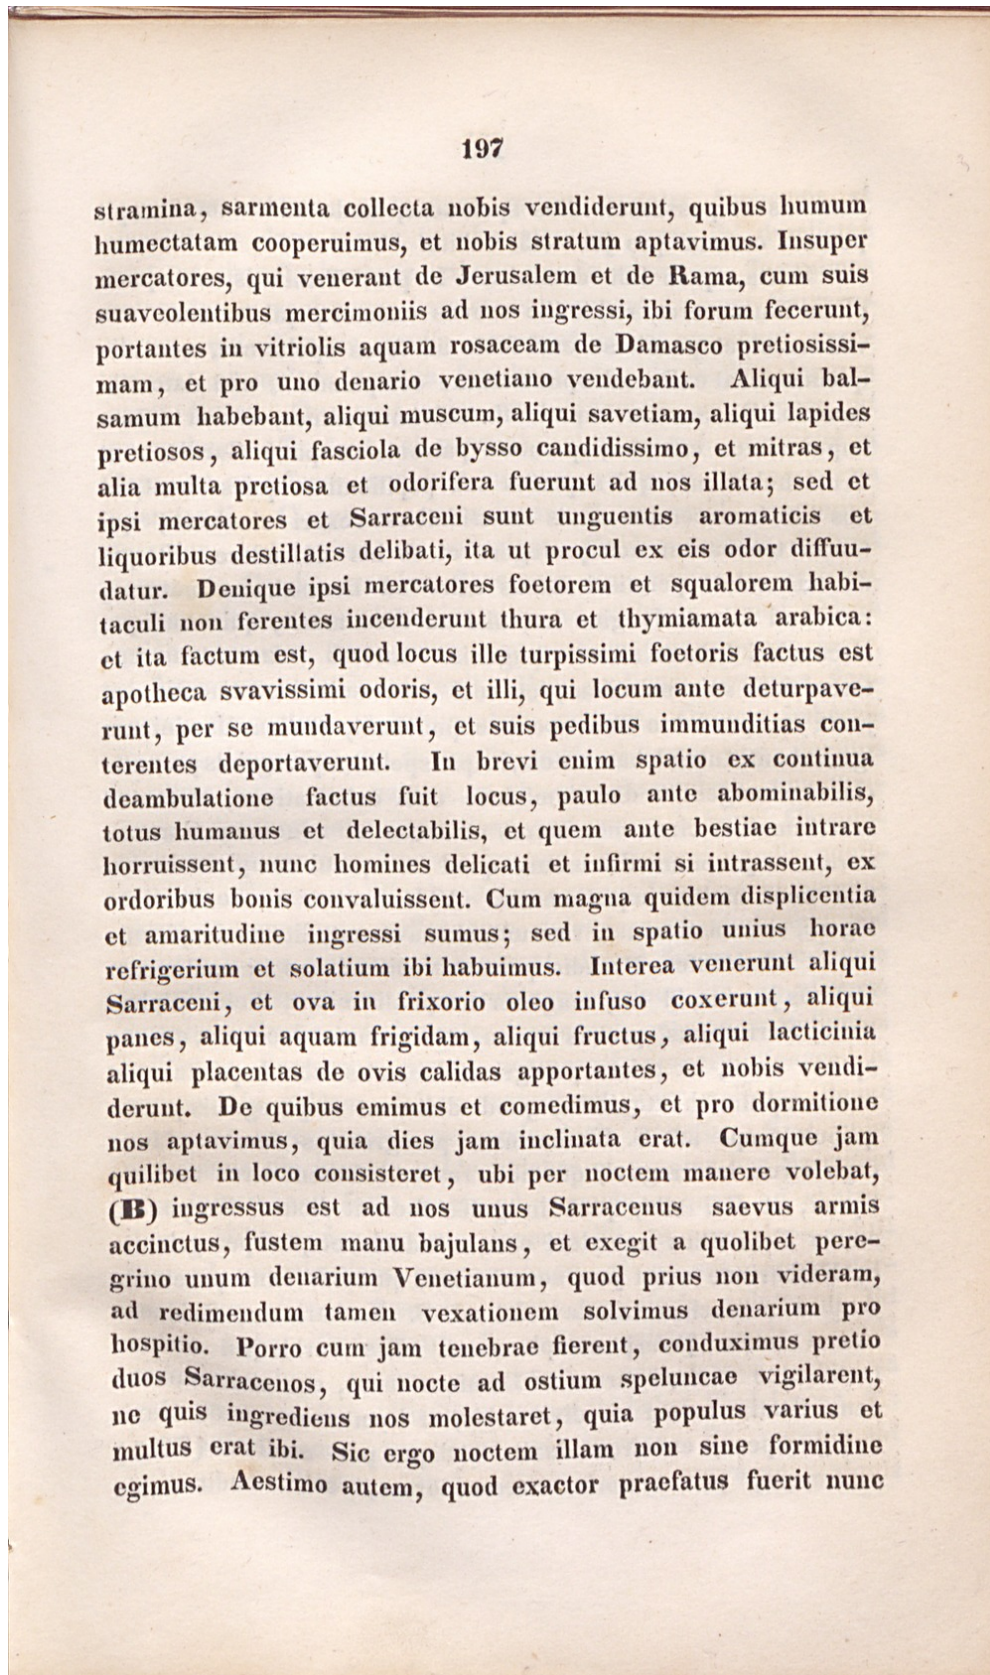 197
stramina, sarmenta collecta nobis vendiderunt, quibus humum
humectatam cooperuimus, et nobis stratum aptavimus. Insuper
mercatores, qui venerant de Jerusalem et de Rama, cum suis
suaveolentibus mercimoniis ad nos ingressi, ibi forum fecerunt,
portantes in vitriolis aquam rosaceam de Damasco pretiosissi-
mam, et pro uno denario venetiano vendebant. Aliqui bal-
samum habebant, aliqui muscum, aliqui savetiam, aliqui lapides
pretiosos, aliqui fasciola de bysso candidissimo, et mitras, et
alia multa pretiosa et odorifera fuerunt ad nos illata; sed et
ipsi mercatores et Sarraceni sunt unguentis aromaticis et
liquoribus destillatis delibati, ita ut procul ex eis odor diffuu-
datur. Denique ipsi mercatores foetorem et squalorem habi-
taculi non ferentes incenderunt thura et thymiamata arabica:
et ita factum est, quod locus ille turpissimi foetoris factus est
apotheca svavissimi odoris, et illi, qui locum ante deturpave-
runt, per se mundaverunt, et suis pedibus immunditias con-
terentes deportaverunt. In brevi enim spatio ex continua
deambulatione factus fuit locus, paulo ante abominabilis,
totus humanus et delectabilis, et quem ante bestiae intrare
horruissent, nunc homines delicati et infirmi si intrassent, ex
ordoribus bonis convaluissent. Cum magna quidem displicentia
et amaritudine ingressi sumus; sed in spatio unius horae
refrigerium et solatium ibi habuimus. Interea venerunt aliqui
Sarraceni, et ova in frixorio oleo infuso coxerunt, aliqui
panes, aliqui aquam frigidam, aliqui fructus, aliqui lacticinia
aliqui placentas de ovis calidas apportantes, et nobis vendi-
derunt. De quibus emimus et comedimus, et pro dormitione
nos aptavimus, quia dies jam inclinata erat. Cumque jam
quilibet in loco consisteret, ubi per noctem manere volebat,
(B) ingressus est ad nos unus Sarracenus saevus armis
accinctus, fustem manu bajulans, et exegit a quolibet pere-
grino unum denarium Venetianum, quod prius non videram,
ad redimendum tamen vexationem solvimus denarium pro
hospitio. Porro cum jam tenebrae fierent, conduximus pretio
duos Sarracenos, qui nocte ad ostium speluncae vigilarent,
ne quis ingrediens nos molestaret, quia populus varius et
multus erat ibi. Sic ergo noctem illam non sine formidine
egimus. Aestimo autem, quod exactor praefatus fuerit nunc